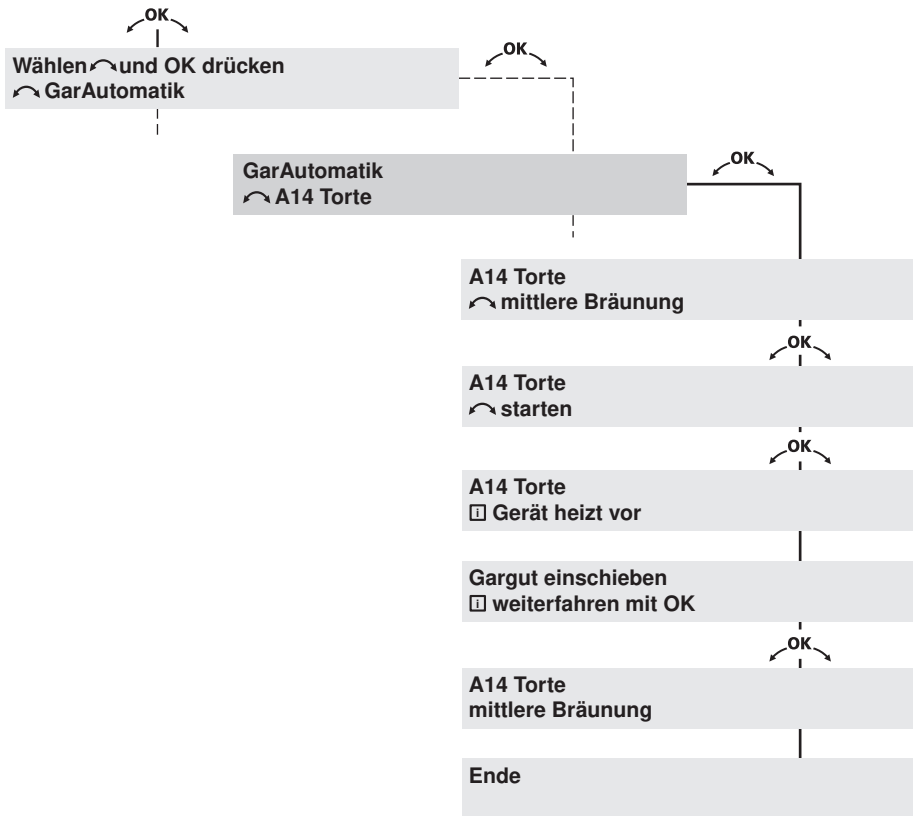 OK
Wählen und OK drücken
GarAutomatik
OK
GarAutomatik
A14 Torte
OK
A14 Torte
mittlere Bräunung
OK
A14 Torte
starten
OK
A14 Torte
i Gerät heizt vor
Gargut einschieben
i weiterfahren mit OK
OK
A14 Torte
mittlere Bräunung
Ende